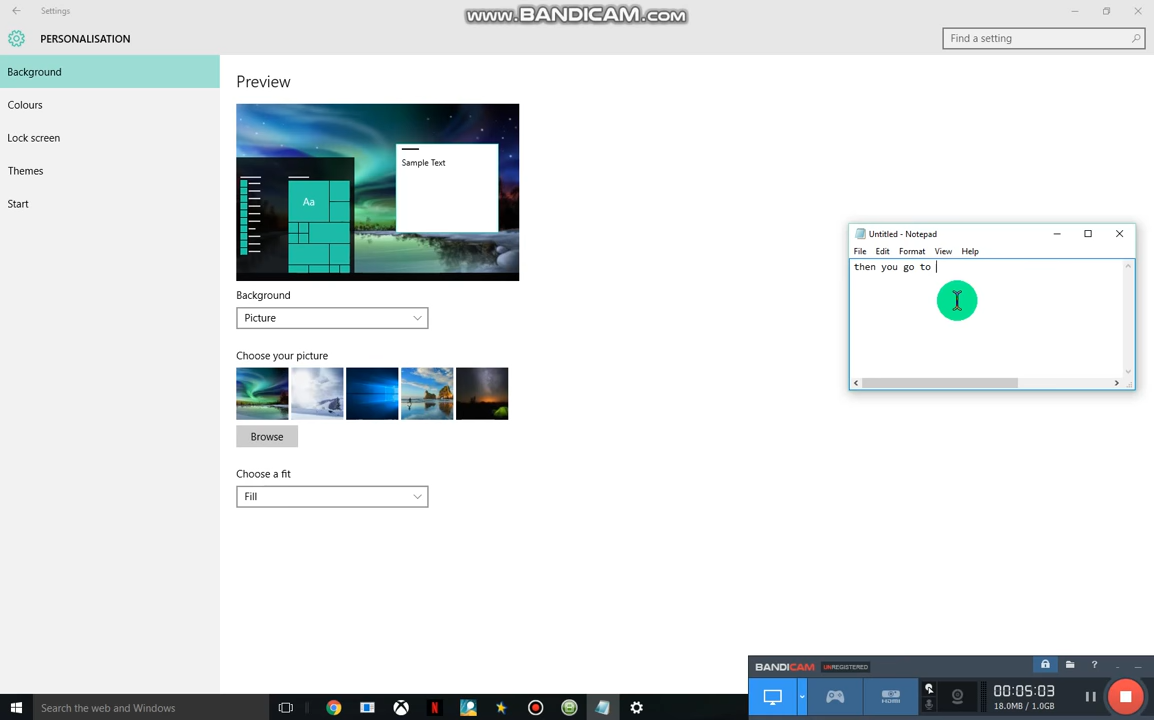 Settings
www.BANDICAM.com
PERSONALISATION
Find a setting
Background
Colours
Lock screen
Themes
Start
Preview
Sample Text
Aa
Background
Picture
Choose your picture
Browse
Choose a fit
Fill
Untitled - Notepad
File Edit Format View Help
then you go to
BANDICAM UNREGISTERED
?
00:05:03
18.0MB / 1.0GB
Search the web and Windows